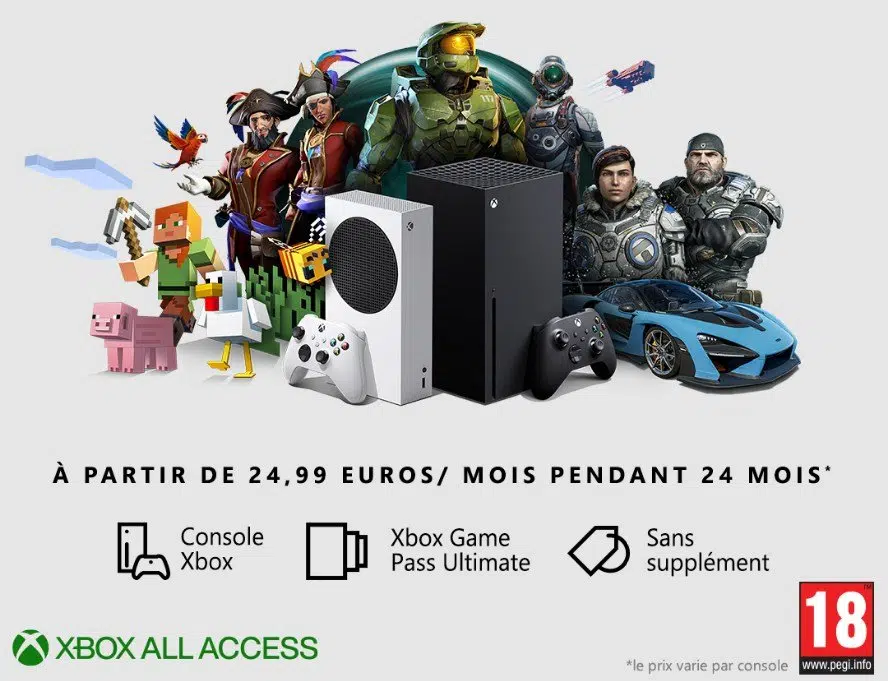 À PARTIR DE 24,99 EUROS/ MOIS PENDANT 24 MOIS*
Console
Xbox
Xbox Game
Pass Ultimate
Sans
supplément
XBOX ALL ACCESS
*le prix varie par console
18
www.pegi.info